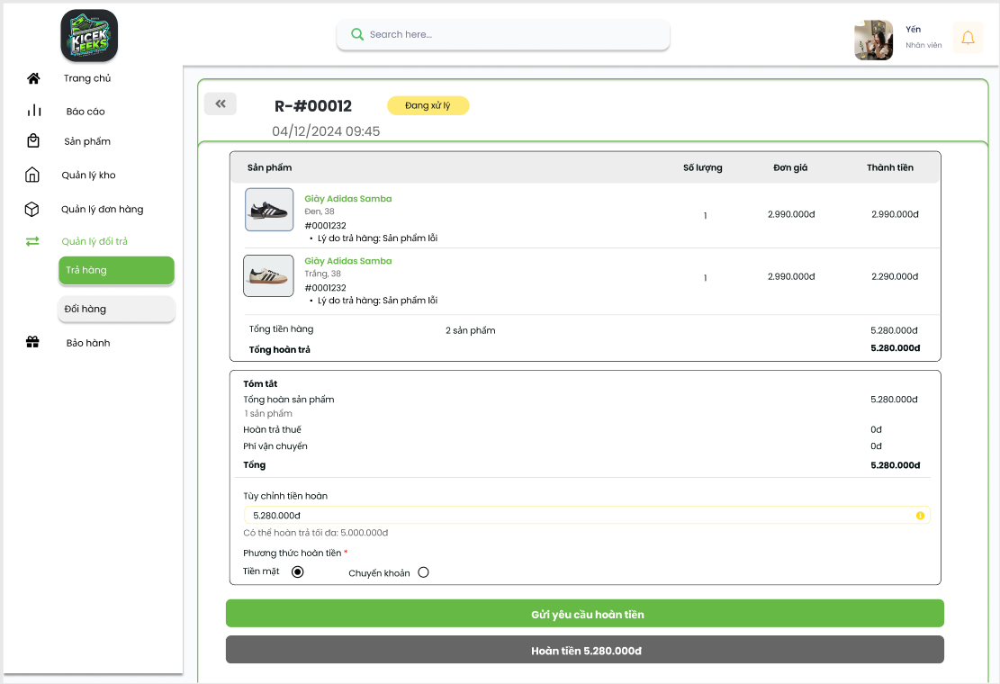 KICEK
GEEKS
Search here...
Yến
Nhân viên
Trang chủ
Báo cáo
Sản phẩm
Quản lý kho
Quản lý đơn hàng
Quản lý đổi trả
Trả hàng
Đổi hàng
Bảo hành
R-#00012
Đang xử lý
04/12/2024 09:45
Sản phẩm Số lượng Đơn giá Thành tiền
Giày Adidas Samba
Đen, 38
#0001232
• Lý do trả hàng: Sản phẩm lỗi
1 2.990.000đ 2.990.000đ
Giày Adidas Samba
Trắng, 38
#0001232
• Lý do trả hàng: Sản phẩm lỗi
1 2.990.000đ 2.290.000đ
Tổng tiền hàng 2 sản phẩm 5.280.000đ
Tổng hoàn trả 5.280.000đ
Tóm tắt
Tổng hoàn sản phẩm 5.280.000đ
1 sản phẩm
Hoàn trả thuế 0đ
Phí vận chuyển 0đ
Tổng 5.280.000đ
Tùy chỉnh tiền hoàn
5.280.000đ
Có thể hoàn trả tối đa: 5.000.000đ
Phương thức hoàn tiền *
Tiền mặt Chuyển khoản
Gửi yêu cầu hoàn tiền
Hoàn tiền 5.280.000đ